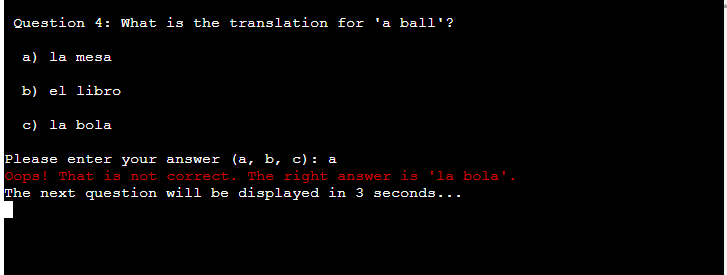 Question 4: What is the translation for 'a ball'?
a) la mesa
b) el libro
c) la bola
Please enter your answer (a, b, c): a
Oops! That is not correct. The right answer is 'la bola'.
The next question will be displayed in 3 seconds...